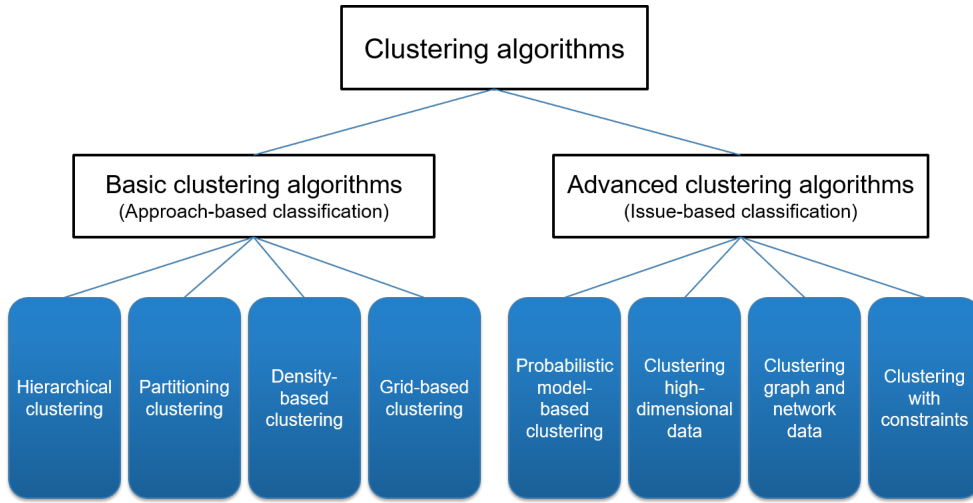 Clustering algorithms
Basic clustering algorithms
(Approach-based classification)
Advanced clustering algorithms
(Issue-based classification)
Hierarchical
clustering
Partitioning
clustering
Density-
based
clustering
Grid-based
clustering
Probabilistic
model-
based
clustering
Clustering
high-
dimensional
data
Clustering
graph and
network
data
Clustering
with
constraints